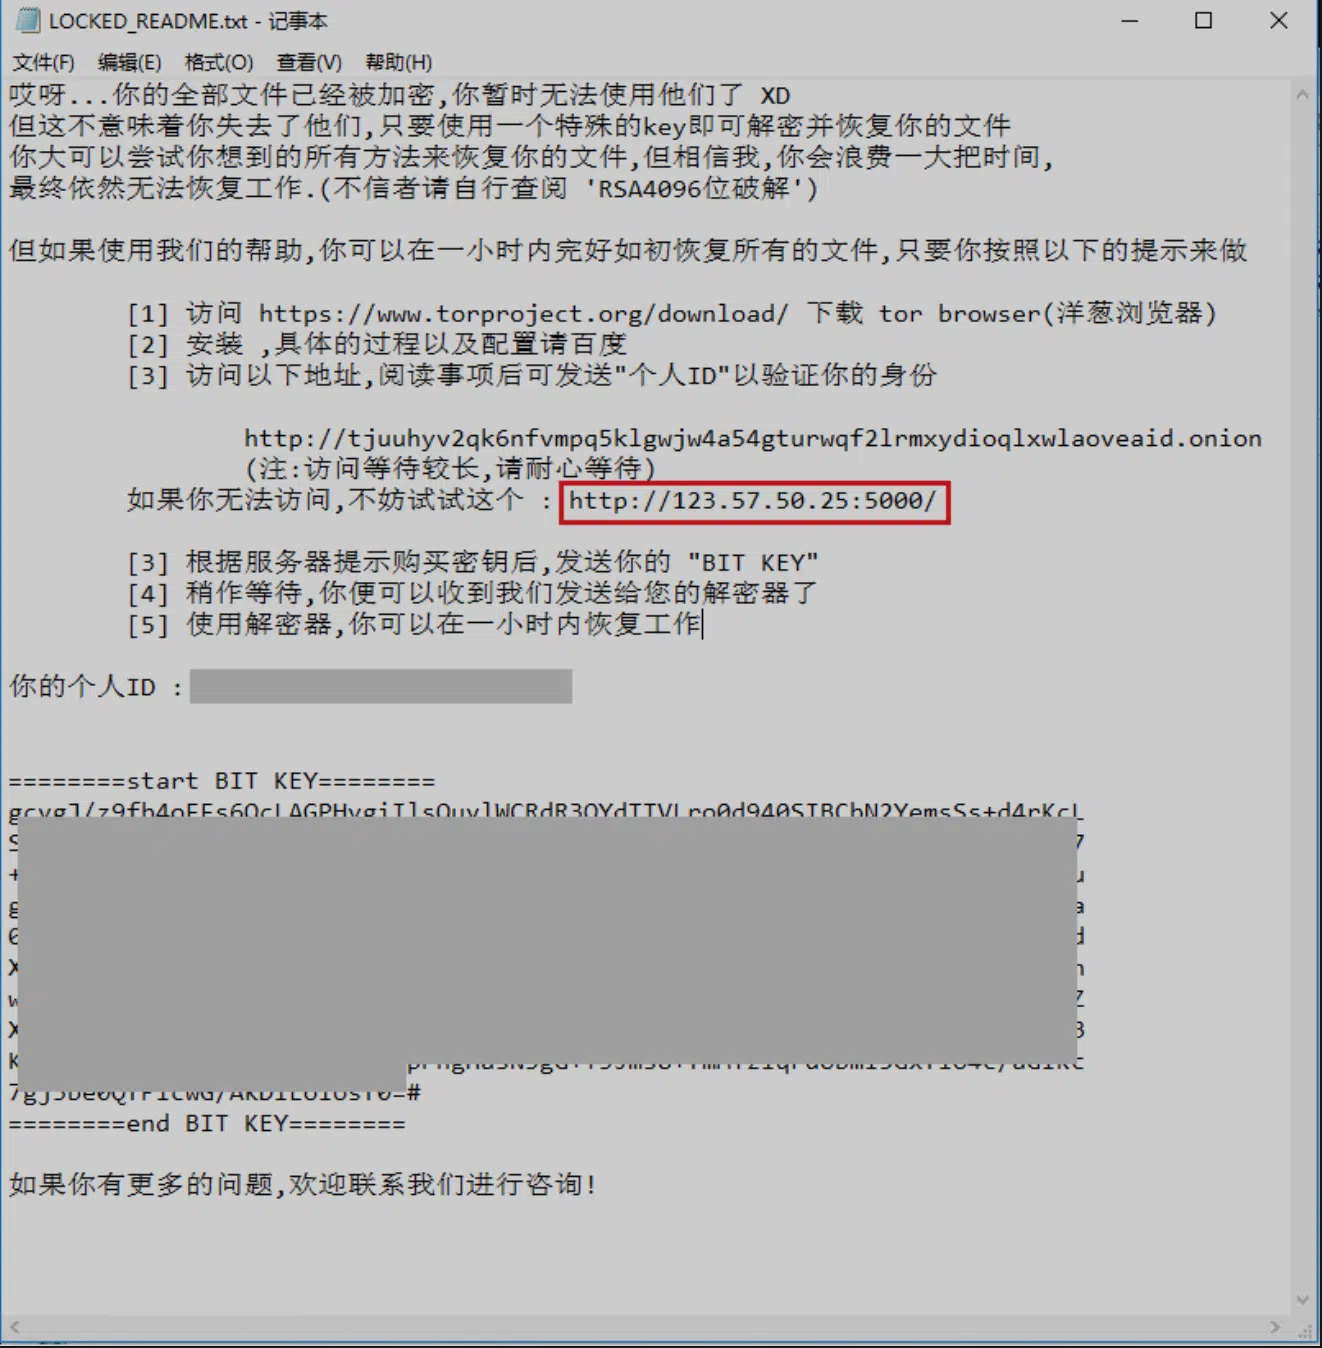 LOCKED_README.txt - 记事本
文件(F) 编辑(E) 格式(O) 查看(V) 帮助(H)
哎呀...你的全部文件已经被加密,你暂时无法使用他们了 XD
但这不意味着你失去了他们,只要使用一个特殊的key即可解密并恢复你的文件
你大可以尝试你想到的所有方法来恢复你的文件,但相信我,你会浪费一大把时间,
最终依然无法恢复工作.(不信者请自行查阅 'RSA4096位破解')
但如果使用我们的帮助,你可以在一小时内完好如初恢复所有的文件,只要你按照以下的提示来做
[1] 访问 https://www.torproject.org/download/ 下载 tor browser(洋葱浏览器)
[2] 安装 ,具体的过程以及配置请百度
[3] 访问以下地址,阅读事项后可发送"个人ID"以验证你的身份
http://tjuuhyv2qk6nfvmpq5klgwjw4a54gturwqf2lrmxydioqlxwlaoveaid.onion
(注:访问等待较长,请耐心等待)
如果你无法访问,不妨试试这个 : http://123.57.50.25:5000/
[3] 根据服务器提示购买密钥后,发送你的 "BIT KEY"
[4] 稍作等待,你便可以收到我们发送给您的解密器了
[5] 使用解密器,你可以在一小时内恢复工作
你的个人ID :
========start BIT KEY========
========end BIT KEY========
如果你有更多的问题,欢迎联系我们进行咨询!